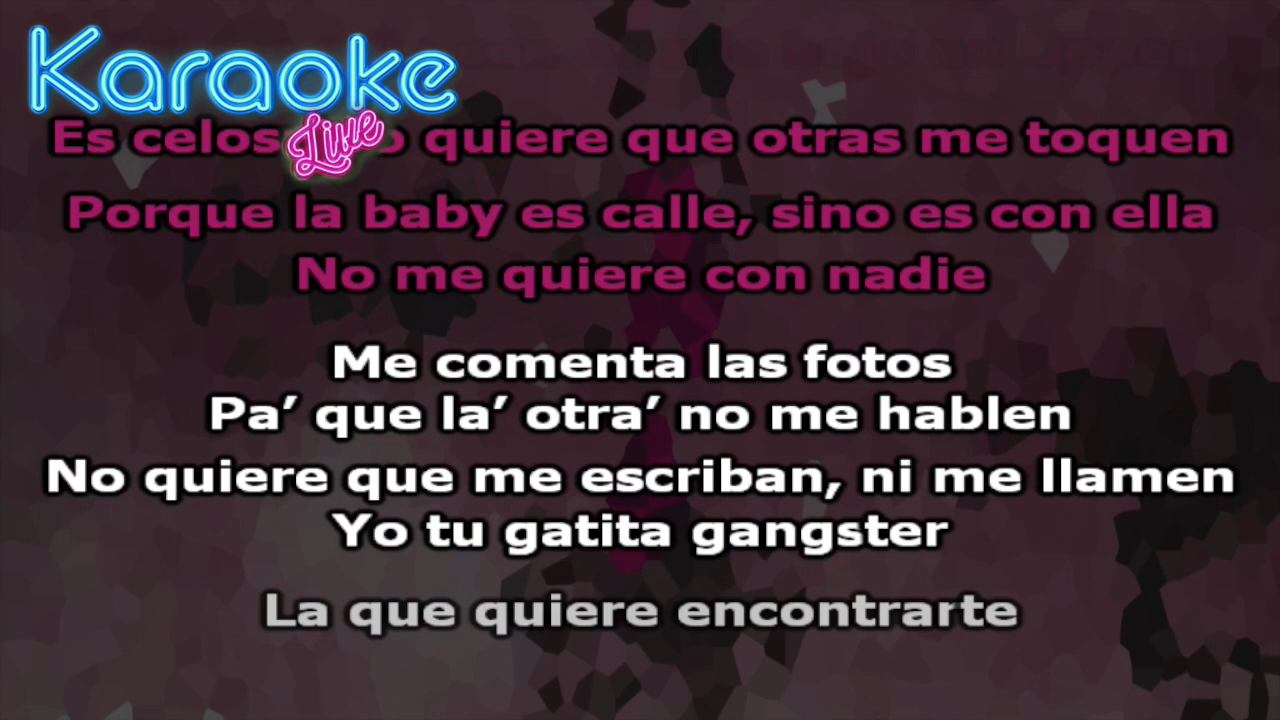 Karaoke
Live
Es celos quiere que otras me toquen
Porque la baby es calle, sino es con ella
No me quiere con nadie
Me comenta las fotos
Pa’ que la’ otra’ no me hablen
No quiere que me escriban, ni me llamen
Yo tu gatita gangster
La que quiere encontrarte